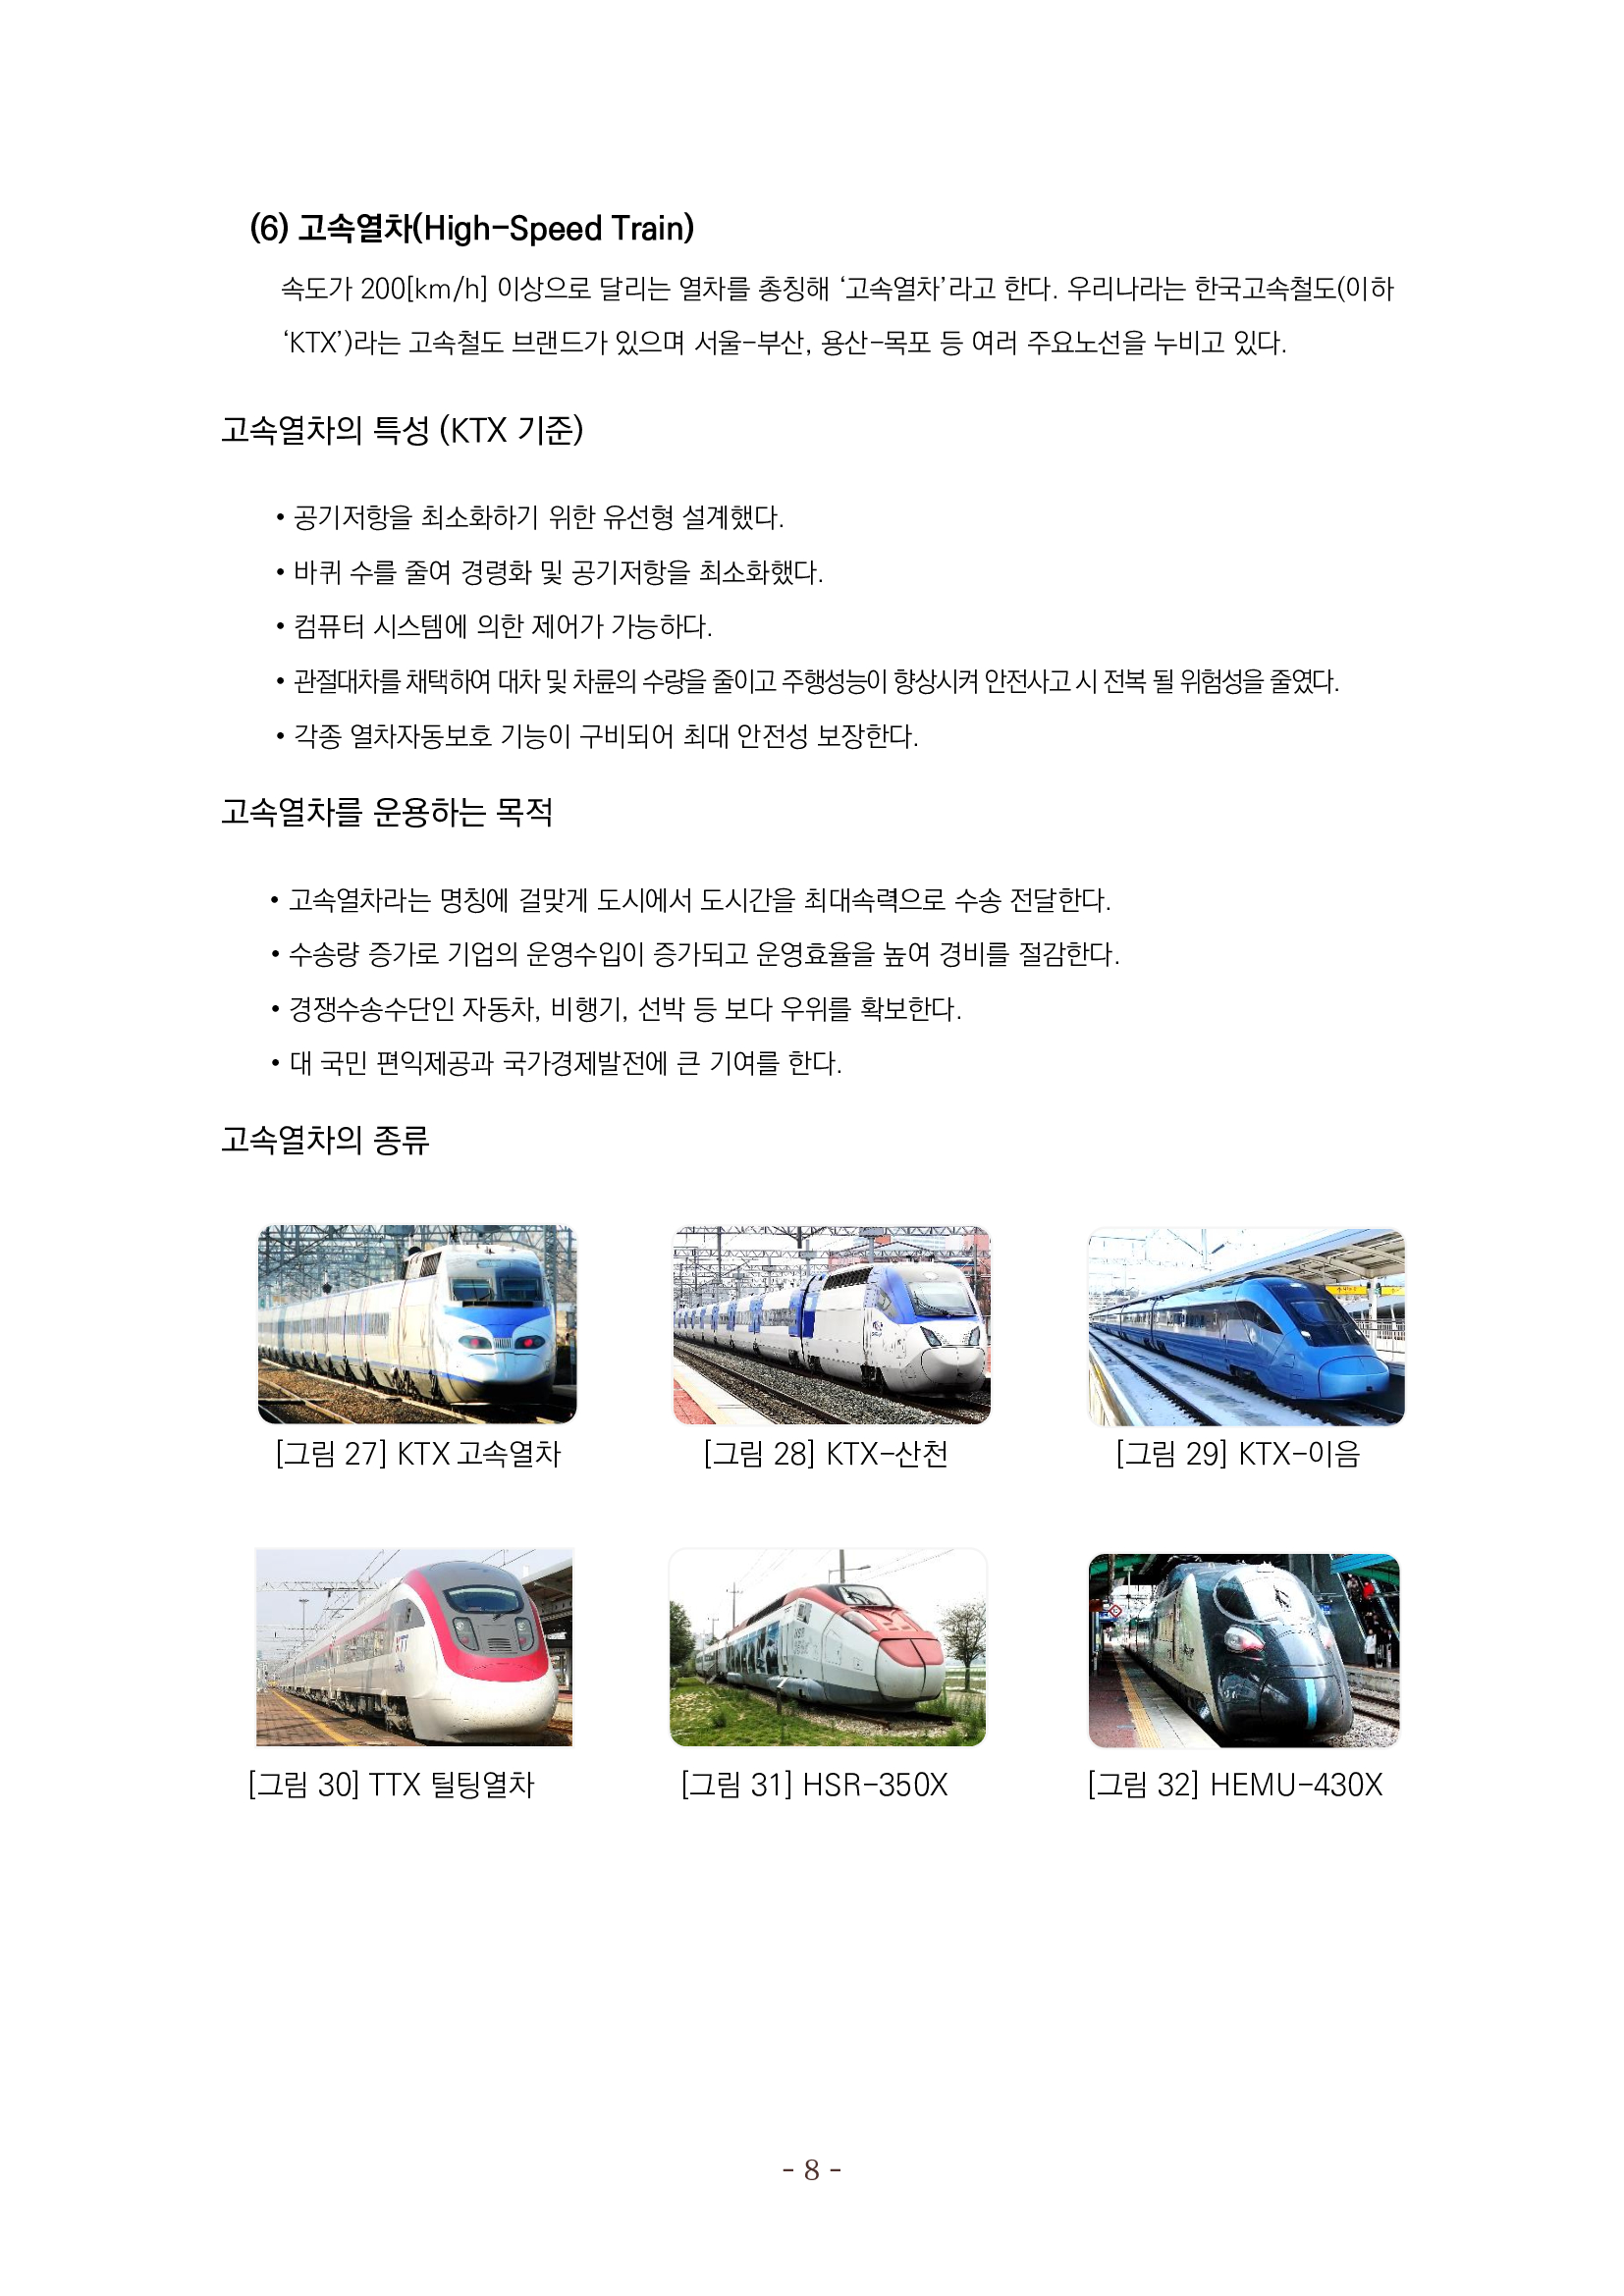 (6) 고속열차(High-Speed Train)
속도가 200[km/h] 이상으로 달리는 열차를 총칭해 ‘고속열차’라고 한다. 우리나라는 한국고속철도(이하
‘KTX’)라는 고속철도 브랜드가 있으며 서울-부산, 용산-목포 등 여러 주요노선을 누비고 있다.
고속열차의 특성 (KTX 기준)
• 공기저항을 최소화하기 위한 유선형 설계했다.
• 바퀴 수를 줄여 경령화 및 공기저항을 최소화했다.
• 컴퓨터 시스템에 의한 제어가 가능하다.
• 관절대차를 채택하여 대차 및 차륜의 수량을 줄이고 주행성능이 향상시켜 안전사고 시 전복 될 위험성을 줄였다.
• 각종 열차자동보호 기능이 구비되어 최대 안전성 보장한다.
고속열차를 운용하는 목적
• 고속열차라는 명칭에 걸맞게 도시에서 도시간을 최대속력으로 수송 전달한다.
• 수송량 증가로 기업의 운영수입이 증가되고 운영효율을 높여 경비를 절감한다.
• 경쟁수송수단인 자동차, 비행기, 선박 등 보다 우위를 확보한다.
• 대 국민 편익제공과 국가경제발전에 큰 기여를 한다.
고속열차의 종류
[그림 27] KTX 고속열차
[그림 28] KTX-산천
[그림 29] KTX-이음
[그림 30] TTX 틸팅열차
[그림 31] HSR-350X
[그림 32] HEMU-430X
- 8 -